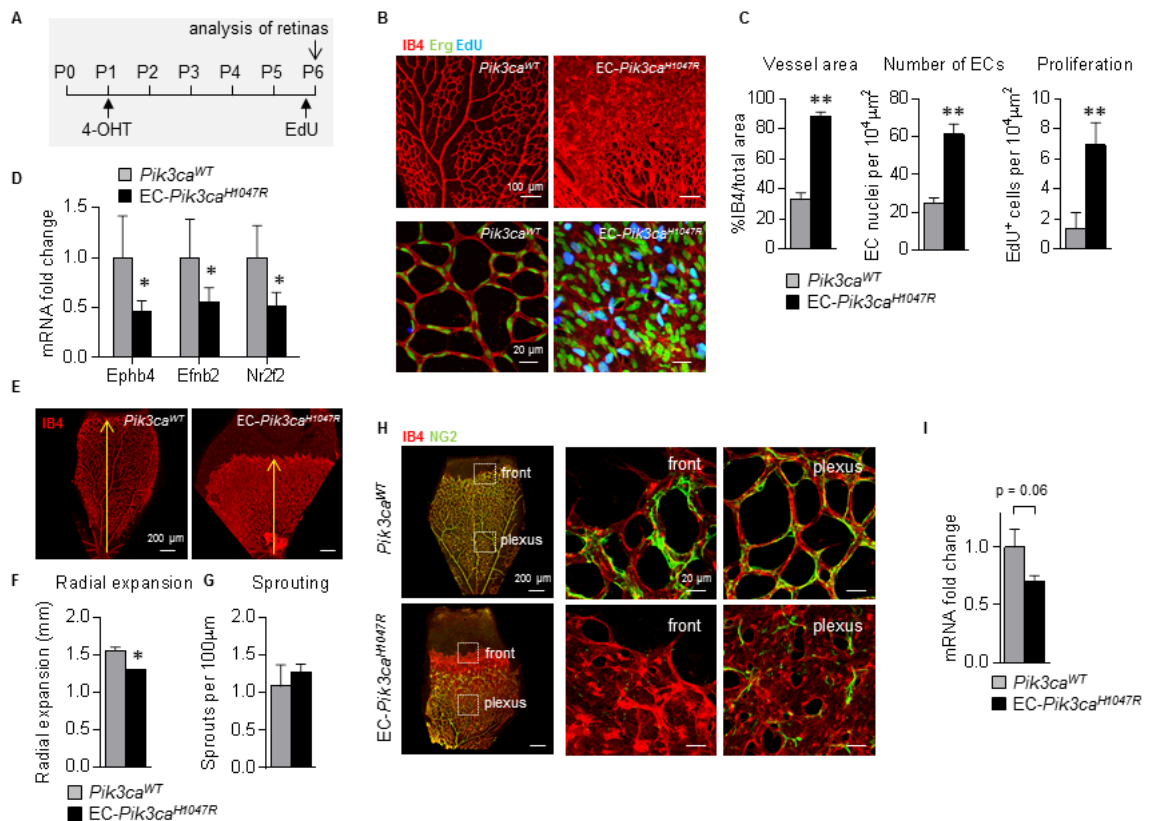 A
analysis of retinas
P0 P1 P2 P3 P4 P5 P6
4-OHT EdU
B
IB4 Erg EdU
Pik3caWT
EC-Pik3caH1047R
100 µm
Pik3caWT
EC-Pik3caH1047R
20 µm
C
Vessel area
%IB4/total area
100
80
60
40
20
0
**
Number of ECs
EC nuclei per 10⁴µm²
80
60
40
20
0
**
Proliferation
EdU⁺ cells per 10⁴µm²
8
6
4
2
0
**
Pik3caWT
EC-Pik3caH1047R
D
Pik3caWT
EC-Pik3caH1047R
mRNA fold change
1.5
1.0
0.5
0.0
* * *
Ephb4 Efnb2 Nr2f2
E
IB4
Pik3caWT
EC-Pik3caH1047R
200 µm
F
Radial expansion
Radial expansion (mm)
2.0
1.5
1.0
0.5
0.0
*
G
Sprouting
Sprouts per 100µm
2.0
1.5
1.0
0.5
0.0
Pik3caWT
EC-Pik3caH1047R
H
IB4 NG2
Pik3caWT
front
plexus
200 µm
front
20 µm
plexus
EC-Pik3caH1047R
front
plexus
front
plexus
I
p = 0.06
mRNA fold change
1.0
0.5
0.0
Pik3caWT
EC-Pik3caH1047R